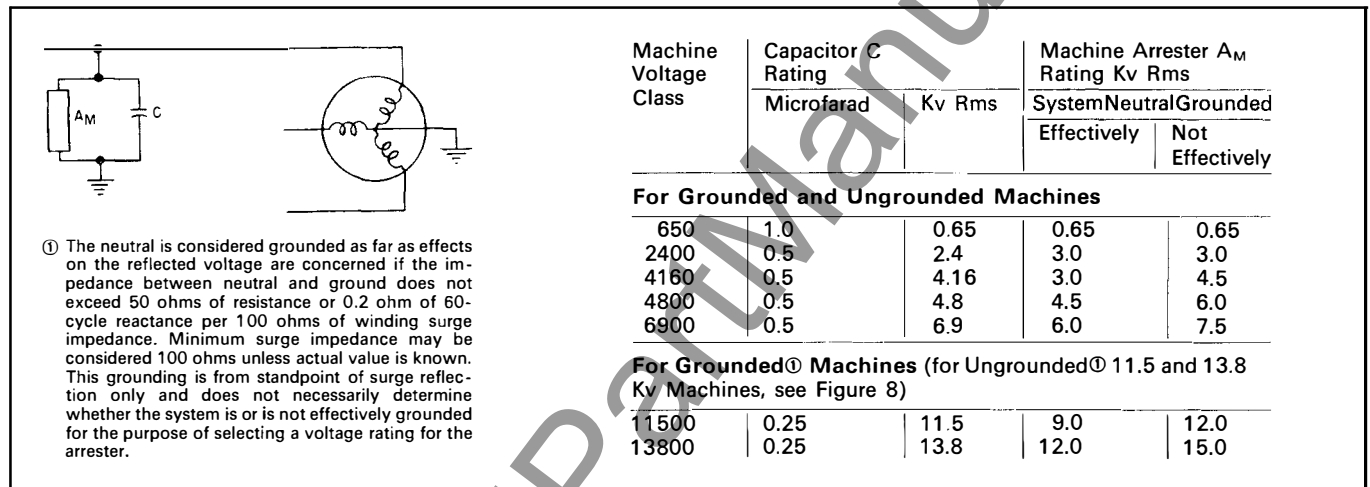 AM
C
① The neutral is considered grounded as far as effects
on the reflected voltage are concerned if the im-
pedance between neutral and ground does not
exceed 50 ohms of resistance or 0.2 ohm of 60-
cycle reactance per 100 ohms of winding surge
impedance. Minimum surge impedance may be
considered 100 ohms unless actual value is known.
This grounding is from standpoint of surge reflec-
tion only and does not necessarily determine
whether the system is or is not effectively grounded
for the purpose of selecting a voltage rating for the
arrester.
Machine Voltage Class
Capacitor C Rating
Machine Arrester AM Rating Kv Rms
Microfarad Kv Rms SystemNeutralGrounded
Effectively Not Effectively
For Grounded and Ungrounded Machines
650 1.0 0.65 0.65 0.65
2400 0.5 2.4 3.0 3.0
4160 0.5 4.16 3.0 4.5
4800 0.5 4.8 4.5 6.0
6900 0.5 6.9 6.0 7.5
For Grounded① Machines (for Ungrounded① 11.5 and 13.8
Kv Machines, see Figure 8)
11500 0.25 11.5 9.0 12.0
13800 0.25 13.8 12.0 15.0
PartManu